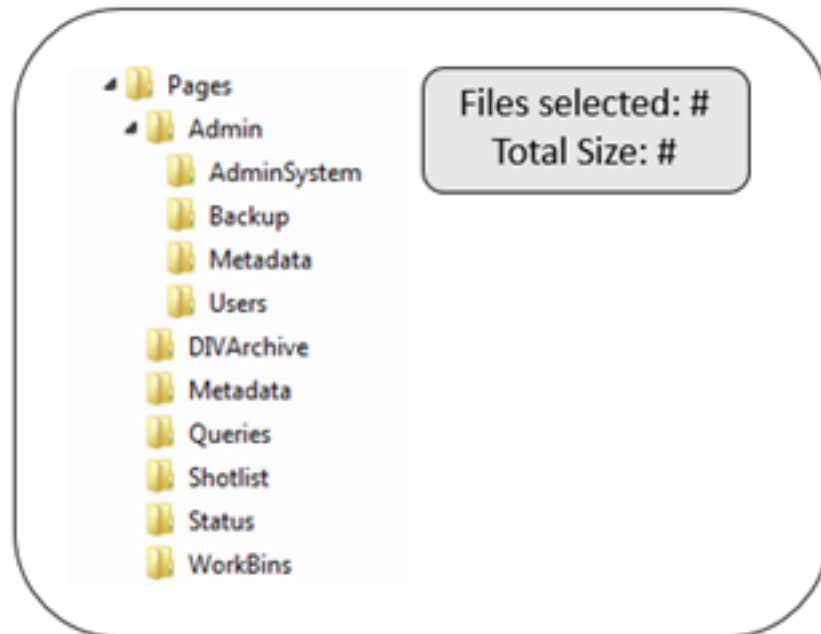 Pages
Admin
AdminSystem
Backup
Metadata
Users
DIVArchive
Metadata
Queries
Shotlist
Status
WorkBins
Files selected: #
Total Size: #